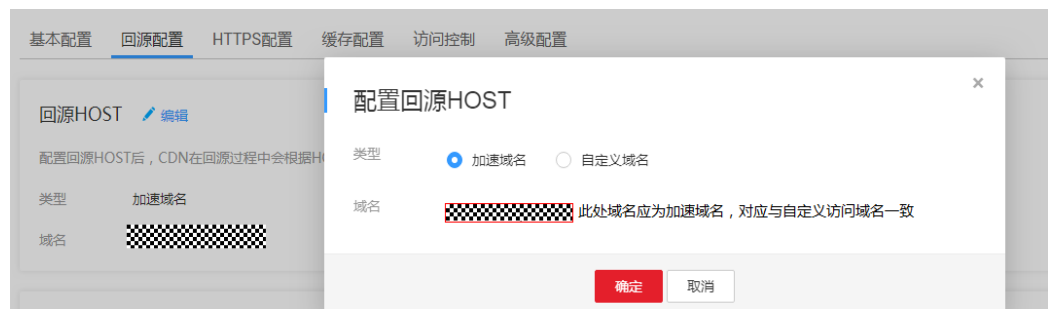 基本配置 回源配置 HTTPS配置 缓存配置 访问控制 高级配置
回源HOST 编辑
配置回源HOST后，CDN在回源过程中会根据H
类型 加速域名
域名
配置回源HOST
×
类型 加速域名 自定义域名
域名 此处域名应为加速域名，对应与自定义访问域名一致
确定 取消